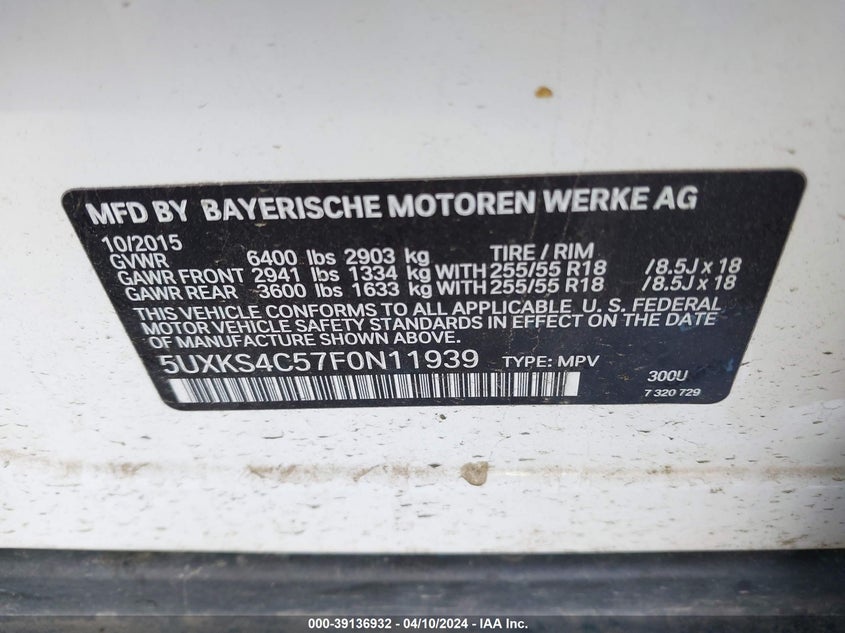 MFD BY BAYERISCHE MOTOREN WERKE AG
10/2015
GVWR 6400 lbs 2903 kg TIRE / RIM
GAWR FRONT 2941 lbs 1334 kg WITH 255/55 R18 /8.5J x 18
GAWR REAR 3600 lbs 1633 kg WITH 255/55 R18 /8.5J x 18
THIS VEHICLE CONFORMS TO ALL APPLICABLE U. S. FEDERAL
MOTOR VEHICLE SAFETY STANDARDS IN EFFECT ON THE DATE
OF MANUFACTURE SHOWN ABOVE.
5UXKS4C57F0N11939 TYPE: MPV
300U
7 320 729
000-39136932 - 04/10/2024 - IAA Inc.